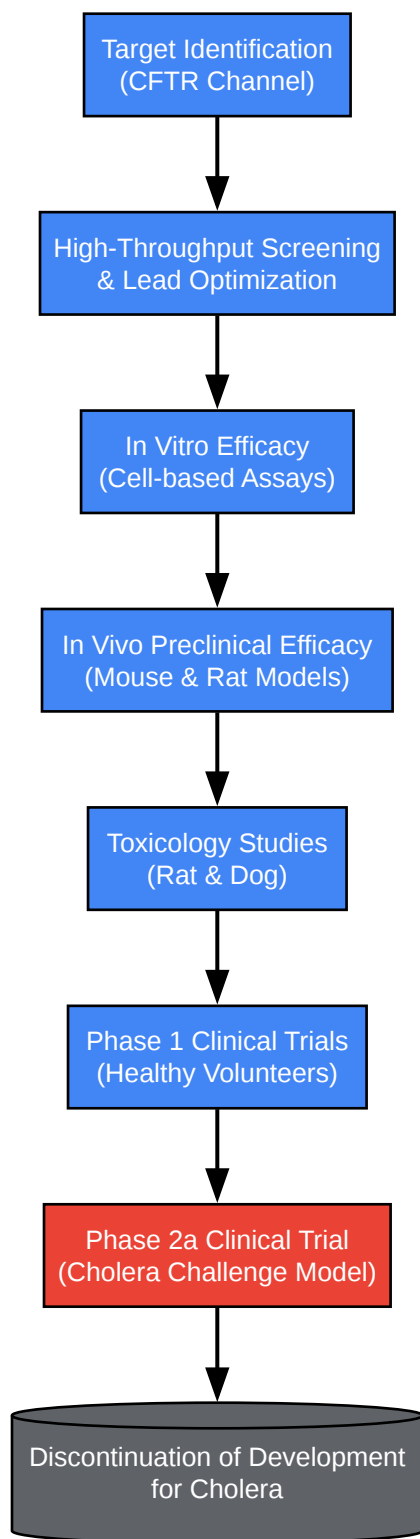 Target Identification
(CFTR Channel)
High-Throughput Screening
& Lead Optimization
In Vitro Efficacy
(Cell-based Assays)
In Vivo Preclinical Efficacy
(Mouse & Rat Models)
Toxicology Studies
(Rat & Dog)
Phase 1 Clinical Trials
(Healthy Volunteers)
Phase 2a Clinical Trial
(Cholera Challenge Model)
Discontinuation of Development
for Cholera